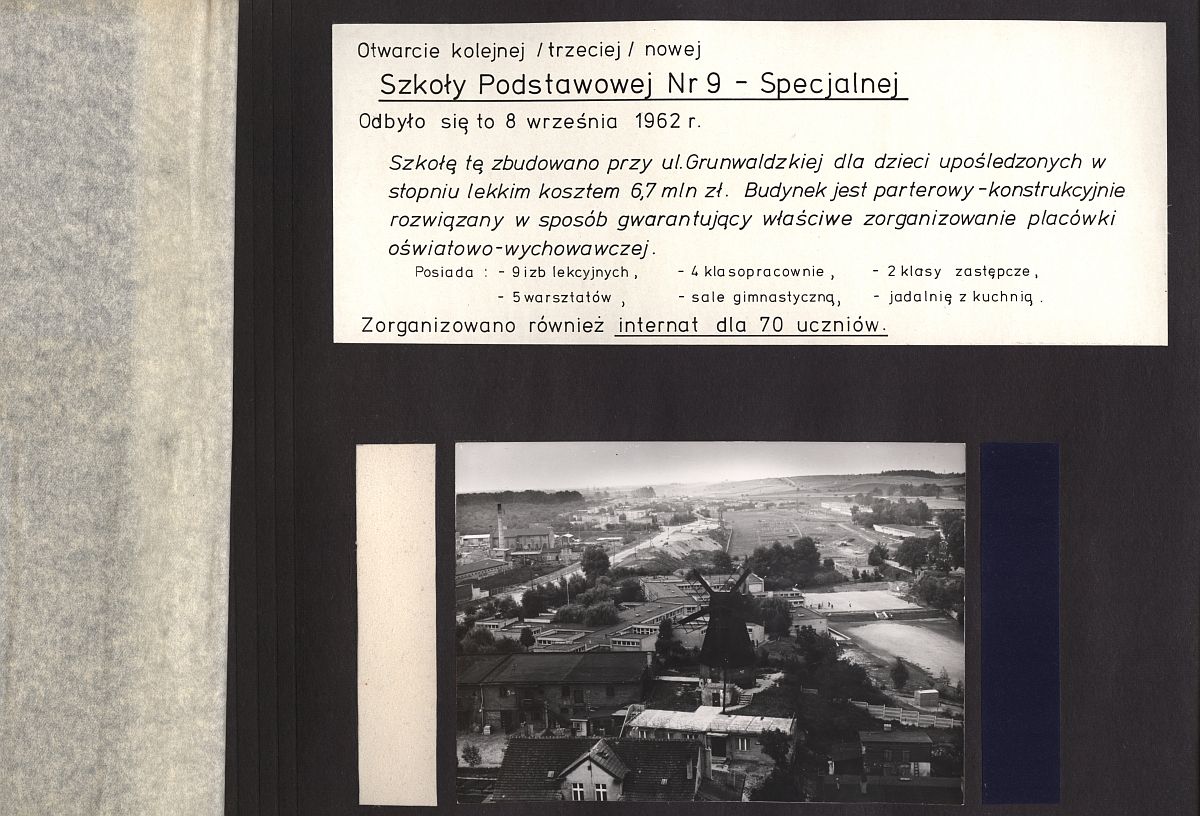 Otwarcie kolejnej /trzeciej/ nowej
Szkoły Podstawowej Nr 9 - Specjalnej
Odbyło się to 8 września 1962 r.
Szkołę tę zbudowano przy ul. Grunwaldzkiej dla dzieci upośledzonych w
stopniu lekkim kosztem 6,7 mln zł. Budynek jest parterowy - konstrukcyjnie
rozwiązany w sposób gwarantujący właściwe zorganizowanie placówki
oświatowo - wychowawczej.
Posiada : - 9 izb lekcyjnych, - 4 klasopracownie, - 2 klasy zastępcze,
- 5 warsztatów, - sale gimnastyczną, - jadalnię z kuchnią.
Zorganizowano również internat dla 70 uczniów.